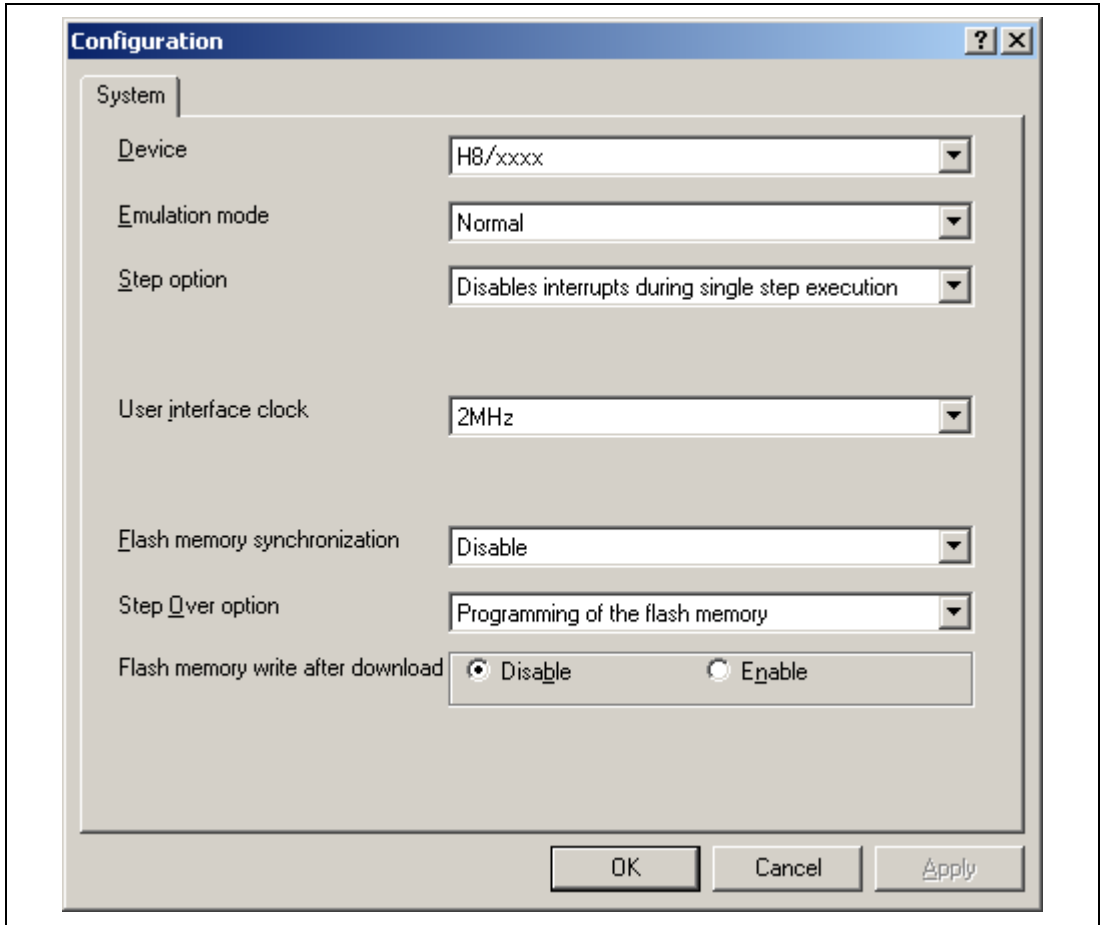 Configuration
System
Device H8/xxxx
Emulation mode Normal
Step option Disables interrupts during single step execution
User interface clock 2MHz
Flash memory synchronization Disable
Step Over option Programming of the flash memory
Flash memory write after download Disable Enable
OK Cancel Apply